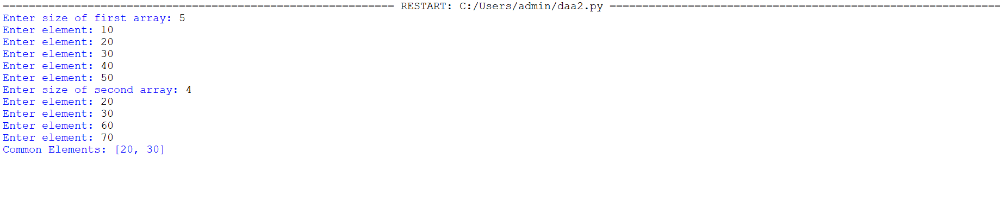 ============================================================ RESTART: C:/Users/admin/daa2.py ============================================================
Enter size of first array: 5
Enter element: 10
Enter element: 20
Enter element: 30
Enter element: 40
Enter element: 50
Enter size of second array: 4
Enter element: 20
Enter element: 30
Enter element: 60
Enter element: 70
Common Elements: [20, 30]